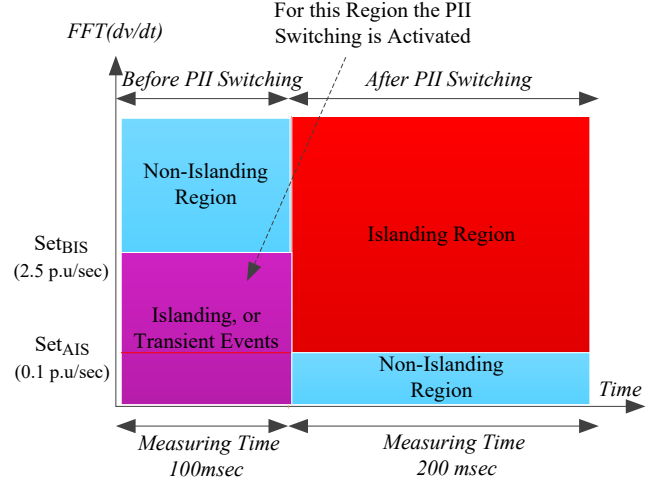 For this Region the PII
Switching is Activated
FFT(dv/dt)
Before PII Switching
After PII Switching
Non-Islanding
Region
Islanding Region
SetBIS
(2.5 p.u/sec)
Islanding, or
Transient Events
SetAIS
(0.1 p.u/sec)
Non-Islanding
Region
Time
Measuring Time
100msec
Measuring Time
200 msec